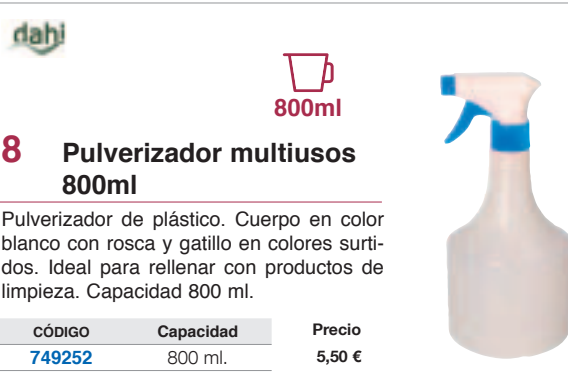 dahi
800ml
8 Pulverizador multiusos
800ml
Pulverizador de plástico. Cuerpo en color
blanco con rosca y gatillo en colores surti-
dos. Ideal para rellenar con productos de
limpieza. Capacidad 800 ml.
CÓDIGO Capacidad Precio
749252 800 ml. 5,50 €